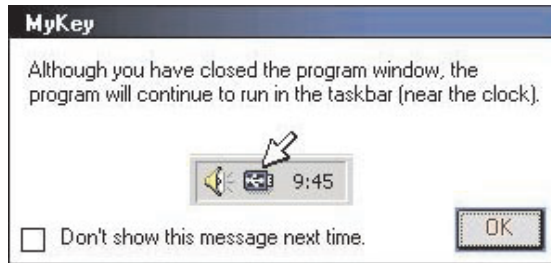 MyKey
Although you have closed the program window, the
program will continue to run in the taskbar (near the clock).
9:45
Don't show this message next time.
OK